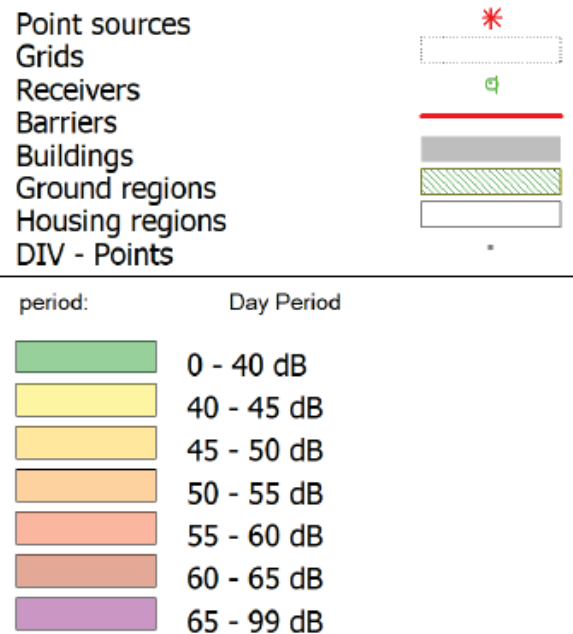 Point sources
Grids
Receivers
Barriers
Buildings
Ground regions
Housing regions
DIV - Points
period: Day Period
0 - 40 dB
40 - 45 dB
45 - 50 dB
50 - 55 dB
55 - 60 dB
60 - 65 dB
65 - 99 dB